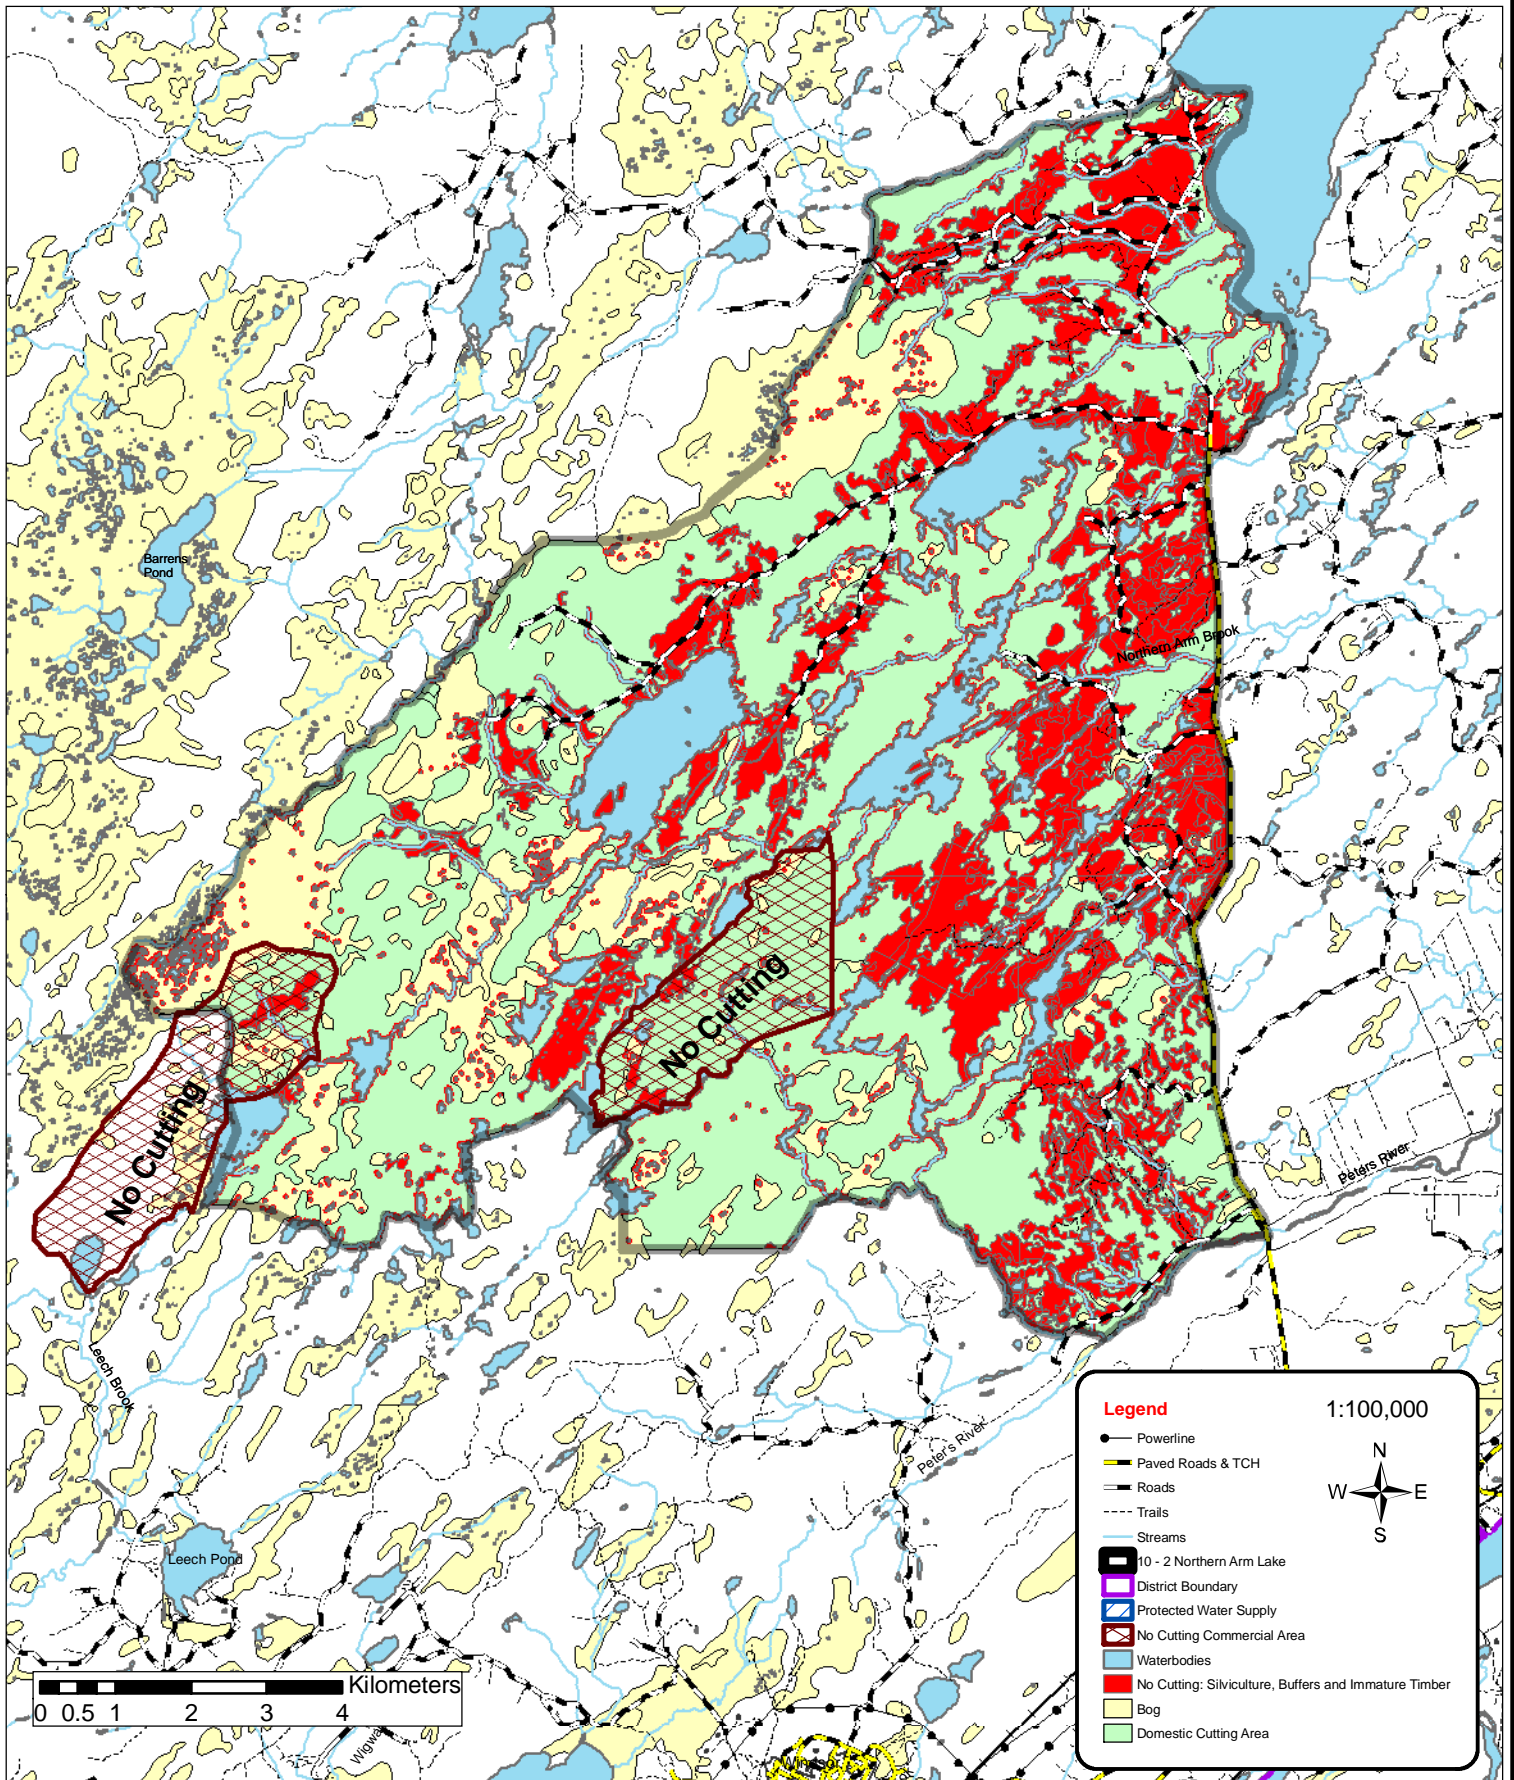 Barrens
Pond
Northern Arm Brook
No Cutting
No Cutting
Peters River
Leech Brook
Peter's River
Leech Pond
Legend
1:100,000
Powerline
Paved Roads & TCH
Roads
Trails
Streams
10 - 2 Northern Arm Lake
District Boundary
Protected Water Supply
No Cutting Commercial Area
Waterbodies
No Cutting: Silviculture, Buffers and Immature Timber
Bog
Domestic Cutting Area
N
W E
S
Kilometers
0 0.5 1 2 3 4